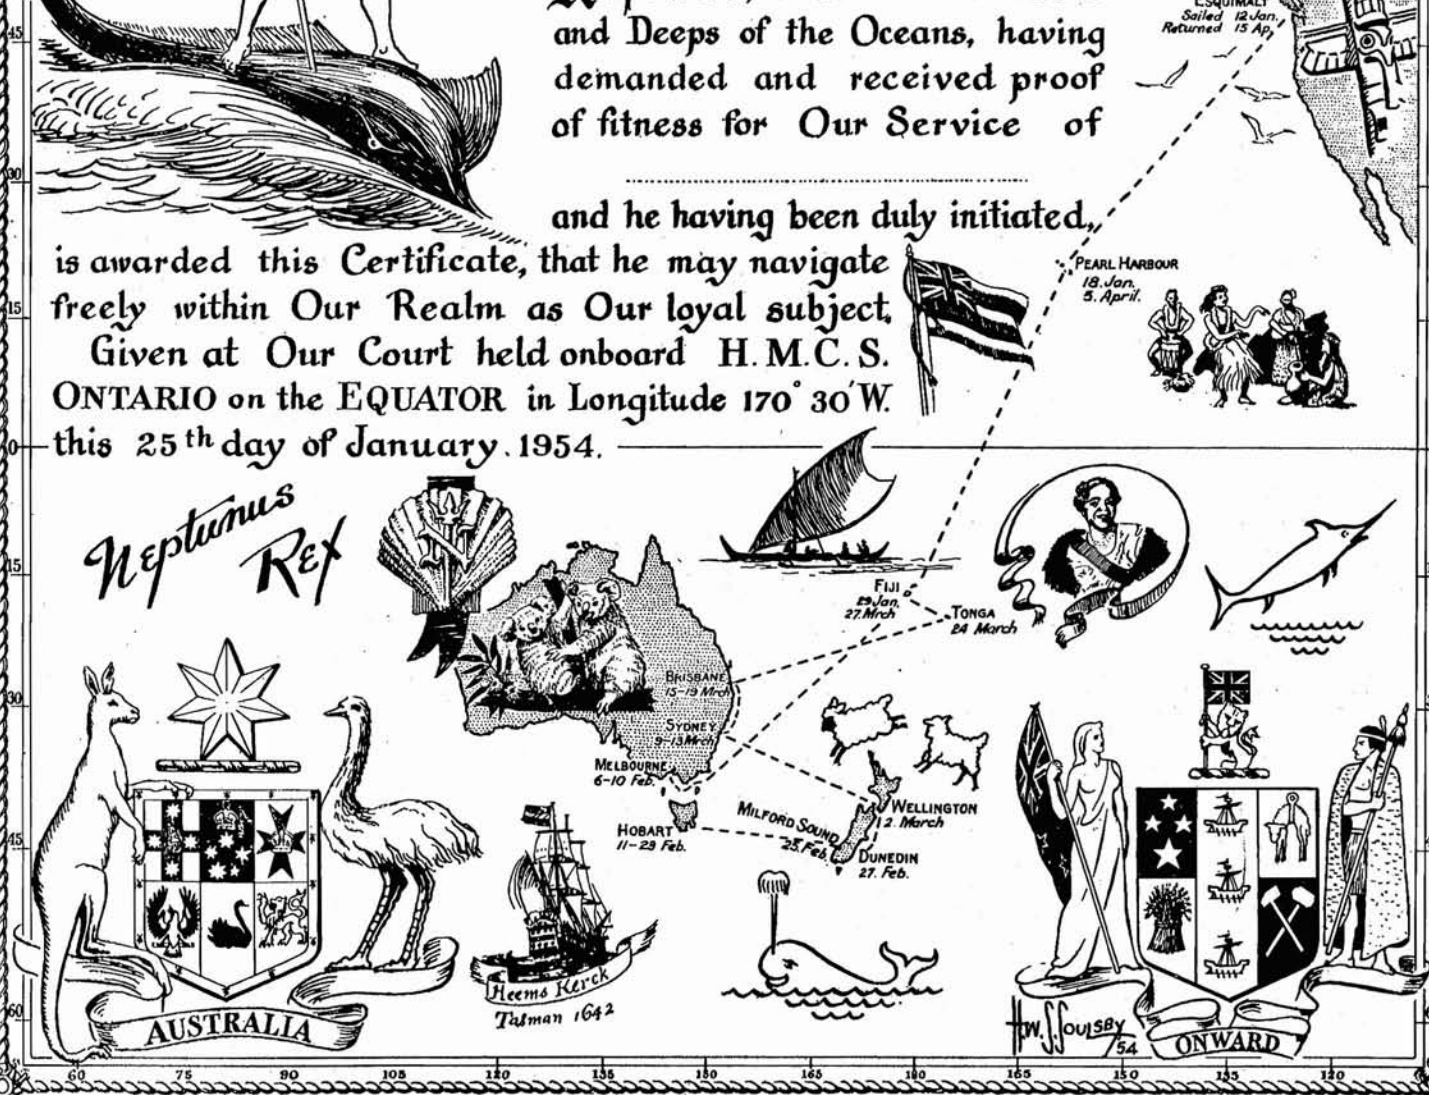 ESQUIMALT
Sailed 12 Jan.
Returned 15 Ap.
and Deeps of the Oceans, having
demanded and received proof
of fitness for Our Service of
and he having been duly initiated,
is awarded this Certificate, that he may navigate
freely within Our Realm as Our loyal subject.
Given at Our Court held onboard H.M.C.S.
ONTARIO on the EQUATOR in Longitude 170° 30' W.
this 25th day of January. 1954.
PEARL HARBOUR
18. Jan.
5. April.
Neptunus
Rex
FIJI
29 Jan.
27. Mrch
TONGA
24 March
BRISBANE
15-19 Mrch
SYDNEY
9-13 Mrch
MELBOURNE
6-10 Feb.
HOBART
11-23 Feb.
MILFORD SOUND
25. Feb.
WELLINGTON
2. March
DUNEDIN
27. Feb.
Heems Kerck
Tasman 1642
AUSTRALIA
H.W.S. SOULSBY
/54
ONWARD
45
30
15
0
15
30
45
60
60 75 90 105 120 135 150 165 180 165 150 135 120